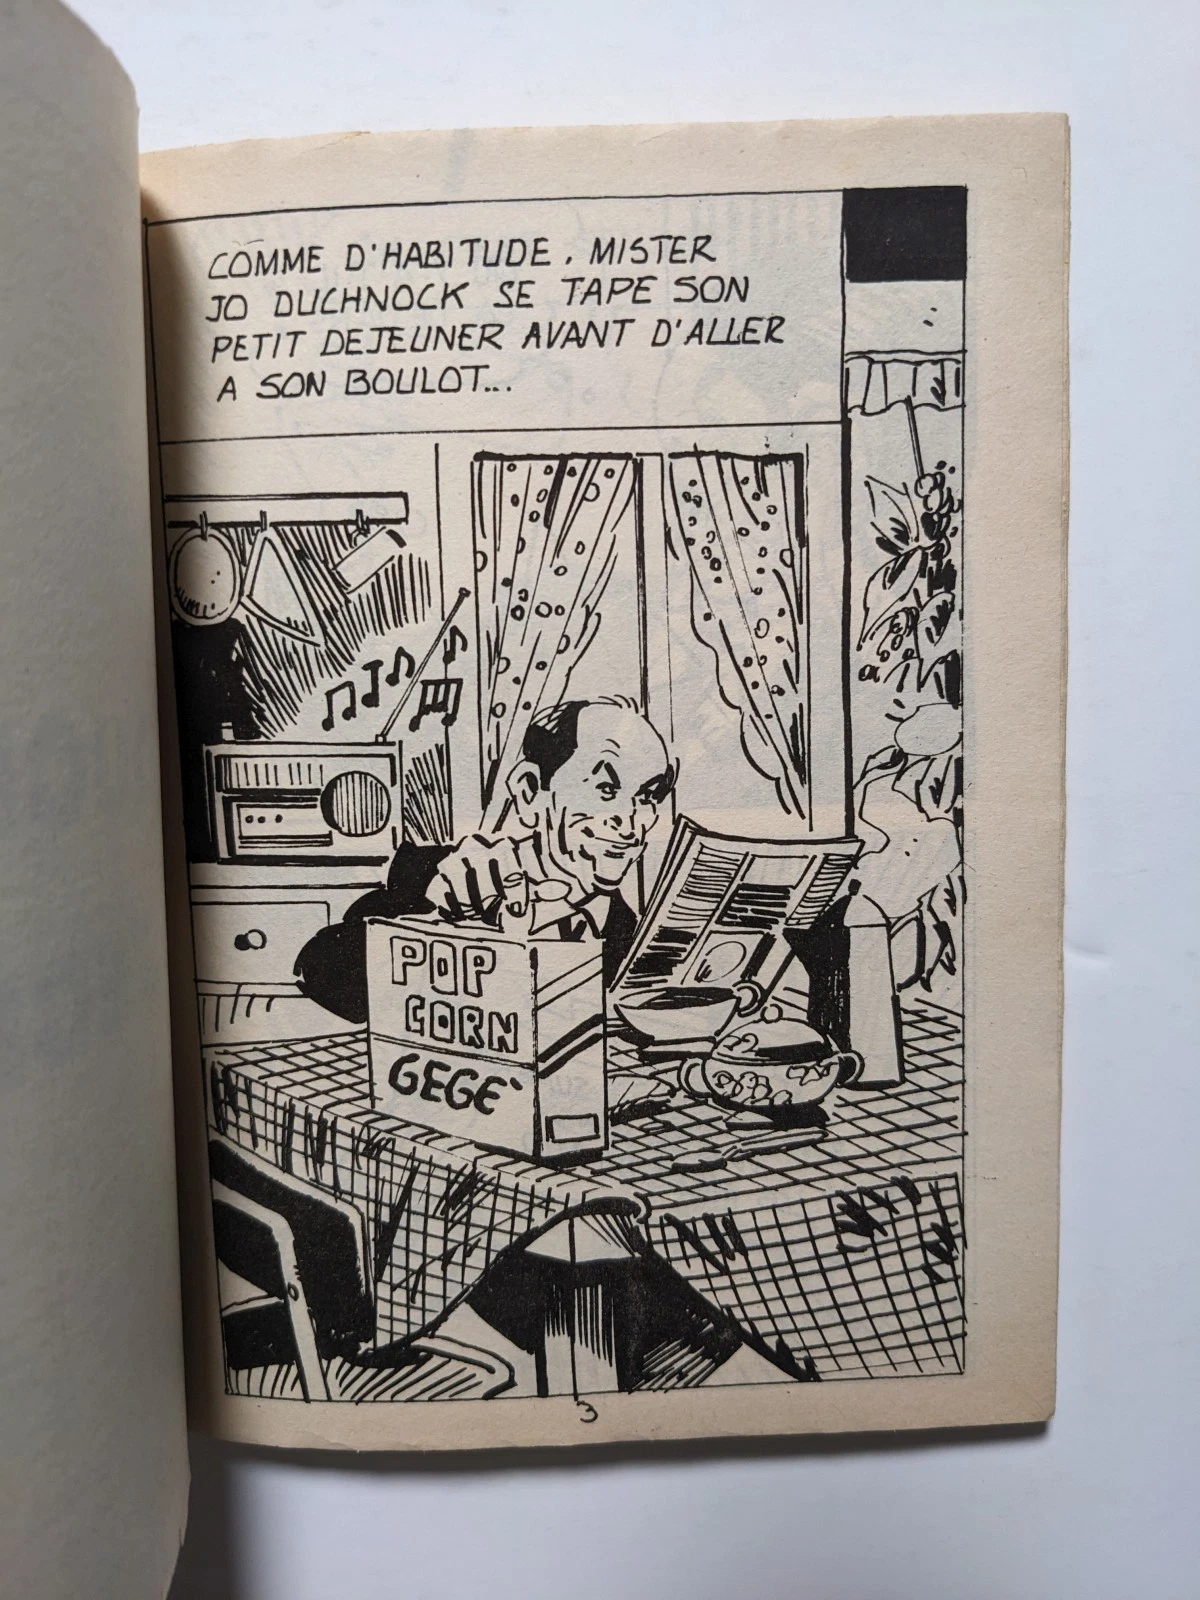 COMME D'HABITUDE, MISTER
JO DUCHNOCK SE TAPE SON
PETIT DEJEUNER AVANT D'ALLER
A SON BOULOT...
POP
CORN
GEGE`
3